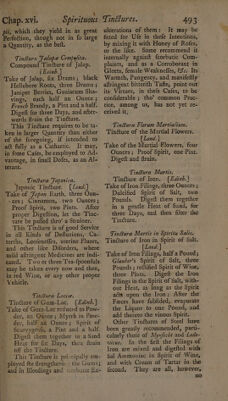 Chap. xvi. Spirituous Tinctures. 493
pil, which they yield in as great
Perfection, though not in so large
a Quantity, as the best.
Tinctura Jalapæ Composita.
Compound Tincture of Jalap.
[Edinb.]
Take of Jalap, six Drams; black
Hellebore Roots, three Drams;
Juniper Berries, Guaiacum Sha-
vings, each half an Ounce;
French Brandy, a Pint and a half.
Digest for three Days, and after-
wards strain the Tincture.
This Tincture requires to be ta-
ken in larger Quantity than either
of the foregoing, if intended to
act fully as a Cathartic. It may,
in some Cases, be employed to Ad-
vantage, in small Doses, as an Al-
terant.
Tinctura Japonica.
Japonic Tincture. [Lond.]
Take of Japan Earth, three Oun-
ces; Cinnamon, two Ounces;
Proof Spirit, two Pints. After
proper Digestion, let the Tinc-
ture be passed thro' a Strainer.
This Tincture is of good Service
in all kinds of Defluxions, Ca-
tarrhs, Loosenesses, uterine Fluxes,
and other like Disorders, where
mild astringent Medicines are indi-
cated. Two or three Tea-spoonfuls
may be taken every now and then,
in red Wine, or any other proper
Vehicle.
Tincture of Gum-Lac. [Edinb.]
Take of Gum-Lac reduced to Pow-
der, an Ounce; Myrrh in Pow-
der, half an Ounce; Spirit of
Scurvygrass, a Pint and a half.
Digest them together in a sand
Heat for six Days, then strain
off the Tincture.
This Tincture is principally em-
ployed for strengthening the Gums,
and in Bleedings and scorbutic Ex-
ulcerations of them: It may be
fitted for Use in these Intentions,
by mixing it with Honey of Roses,
or the like. Some recommend it
internally against scorbutic Com-
plaints, and as a Corroborant in
Gleets, female Weaknesses, &c. Its
Warmth, Pungency, and manifestly
astringent bitterish Taste, point out
its Virtues, in these Cases, to be
considerable; tho' common Prac-
tice, among us, has not yet re-
ceived it.
Tinctura Florum Martialium.
Tincture of the Martial Flowers.
[Lond.]
Take of the Martial Flowers, four
Ounces; Proof Spirit, one Pint.
Digest and strain.
Tinctura Martis.
Tincture of Iron. [Edinb.]
Take of Iron Filings, three Ounces;
Dulcified Spirit of Salt, two
Pounds. Digest them together
in a gentle Heat of sand, for
three Days, and then filter the
Tincture.
Tinctura Martis in Spiritu Salis.
Tincture of Iron in Spirit of Salt.
[Lond.]
Take of Iron Filings, half a Pound;
Glauber's Spirit of Salt, three
Pounds; rectified Spirit of Wine,
three Pints. Digest the Iron
Filings in the Spirit of Salt, with-
out Heat, as long as the Spirit
acts upon the Iron: After the
Fæces have subsided, evaporate
the Liquor to one Pound, and
add thereto the vinous Spirit.
Other Tinctures of Steel have
been greatly recommended, parti-
cularly those of Mynsicht and Ludo-
vicus. In the first the Filings of
Iron are mixed and digested with
Sal Ammoniac in Spirit of Wine,
and with Cream of Tartar in the
second. They are all, however,
no